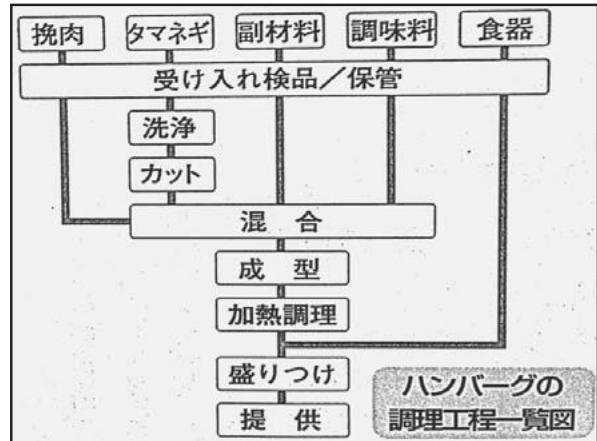 挽肉
タマネギ
副材料
調味料
食器
受け入れ検品／保管
洗浄
カット
混合
成型
加熱調理
盛りつけ
提供
ハンバーグの
調理工程一覧図